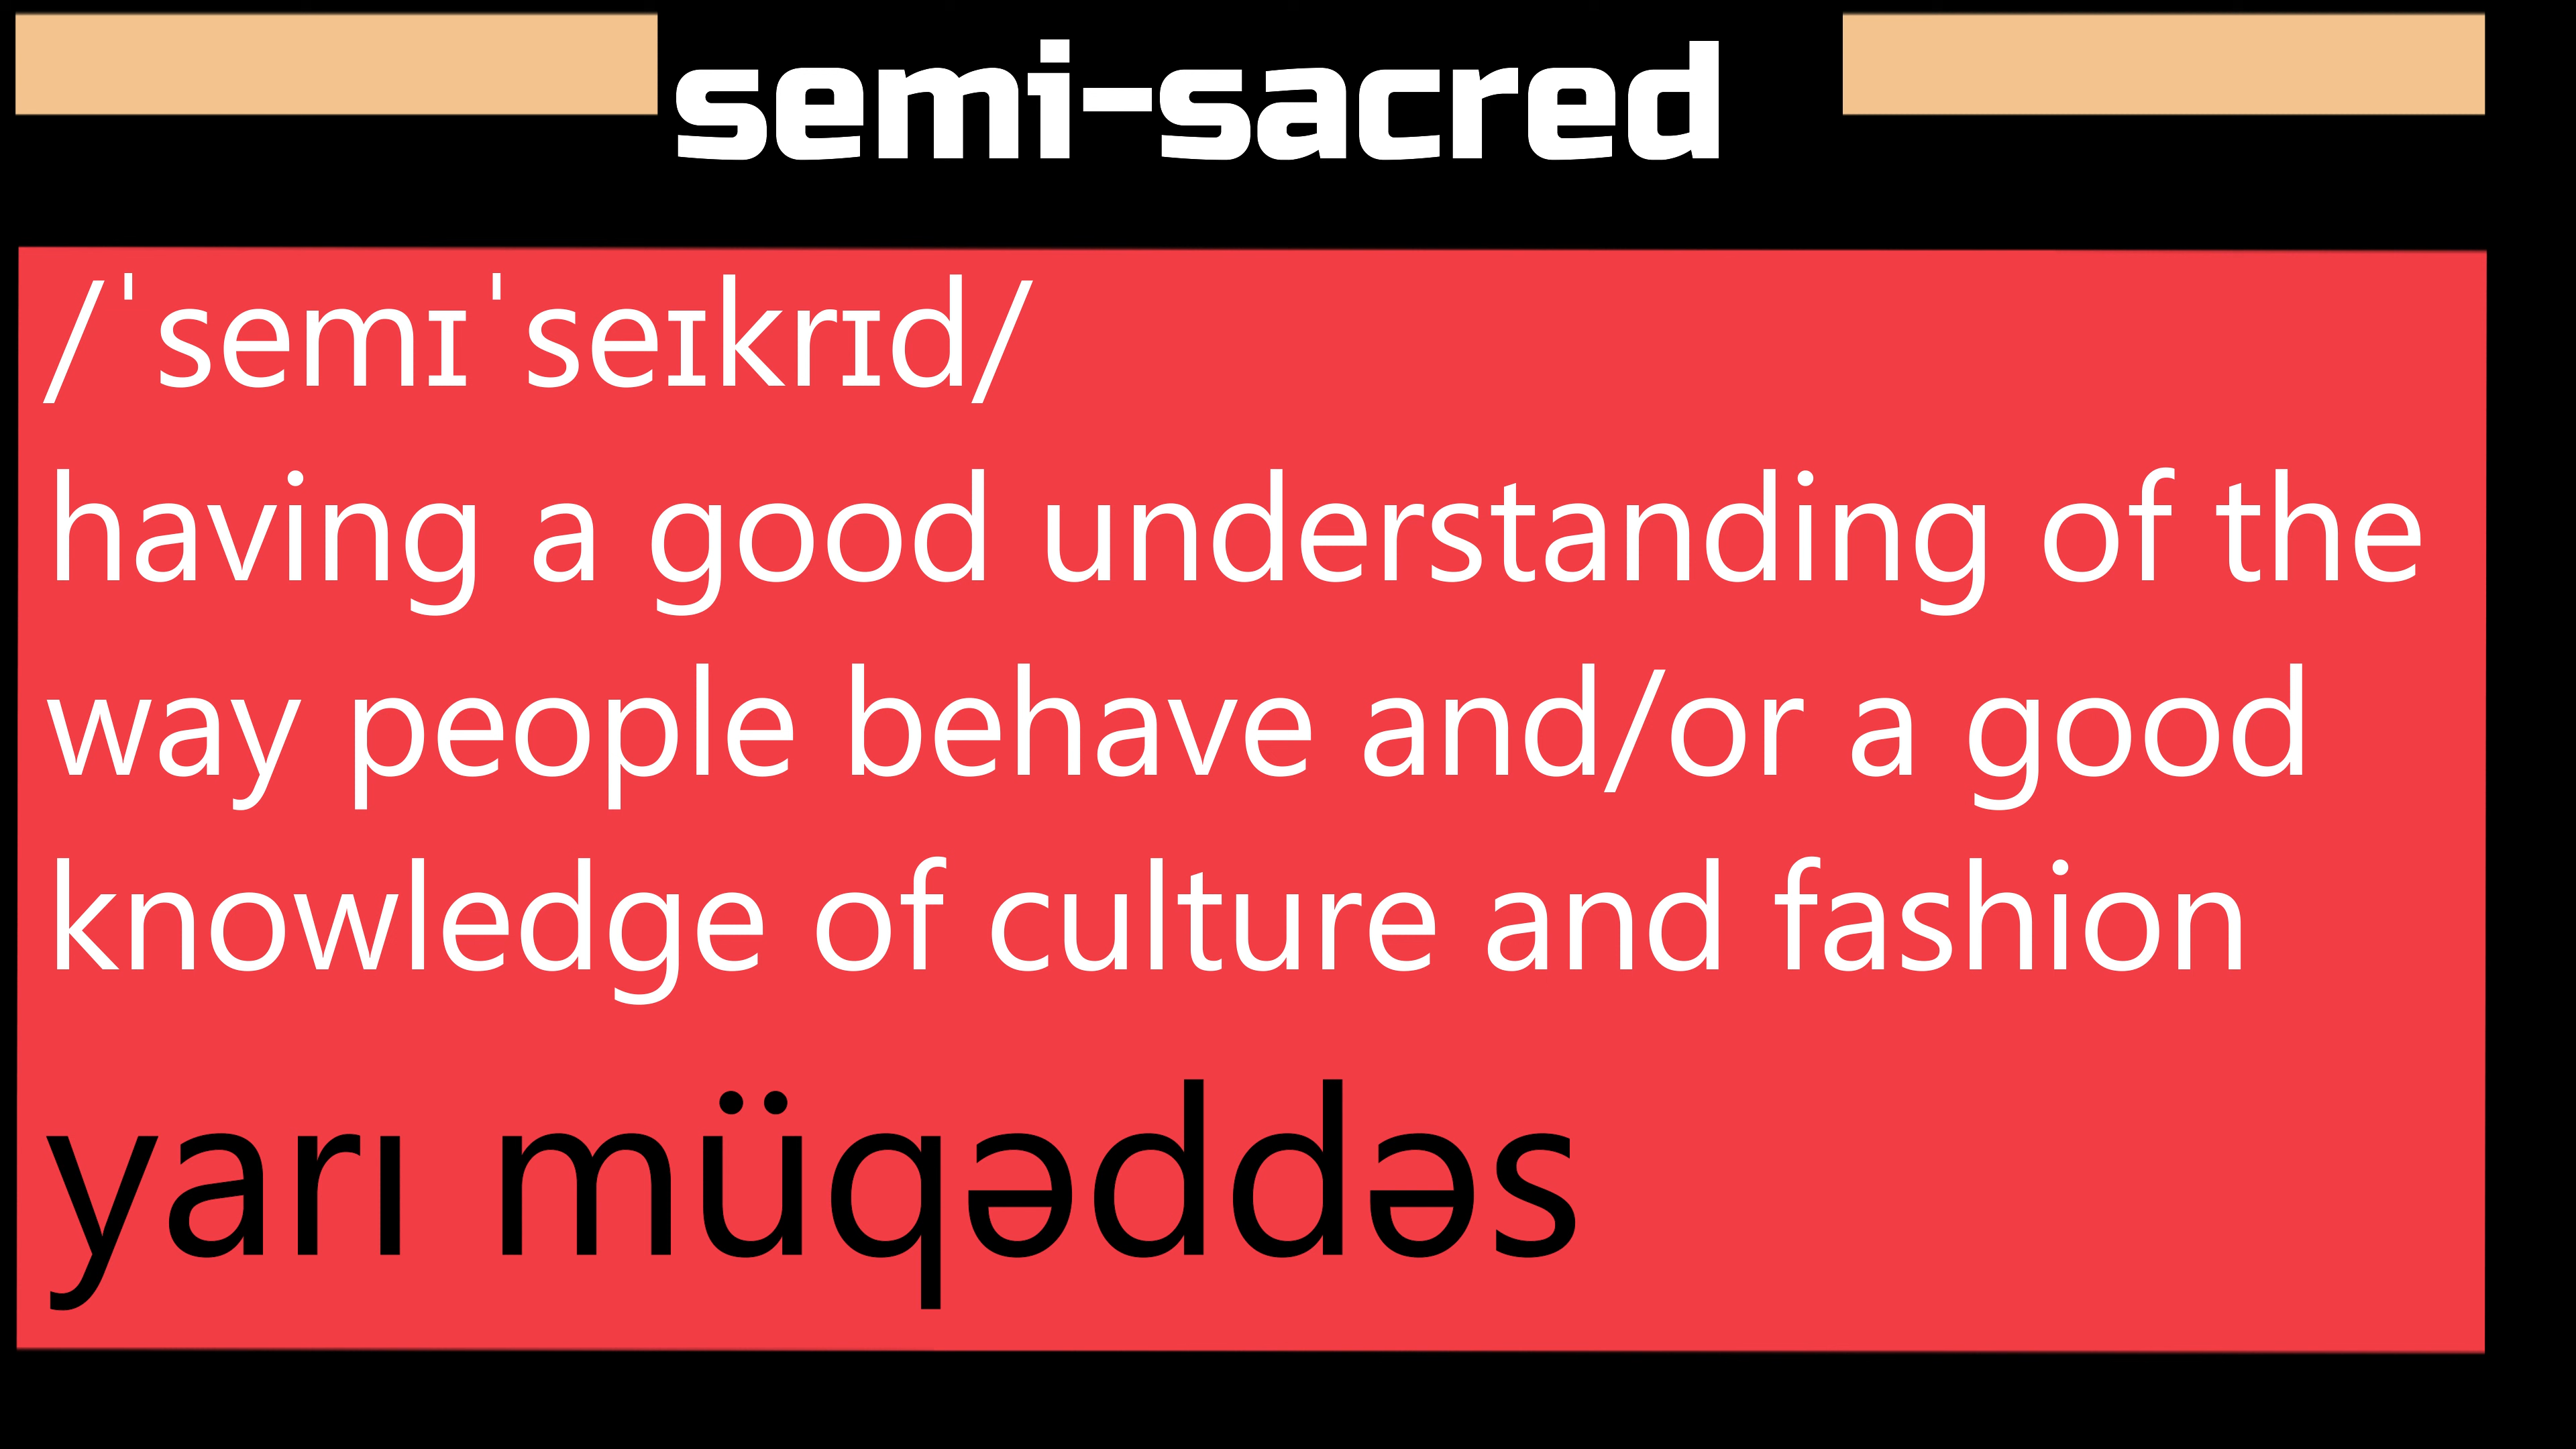 semi-sacred
/ˈsemɪˈseɪkrɪd/
having a good understanding of the
way people behave and/or a good
knowledge of culture and fashion
yarı müqəddəs